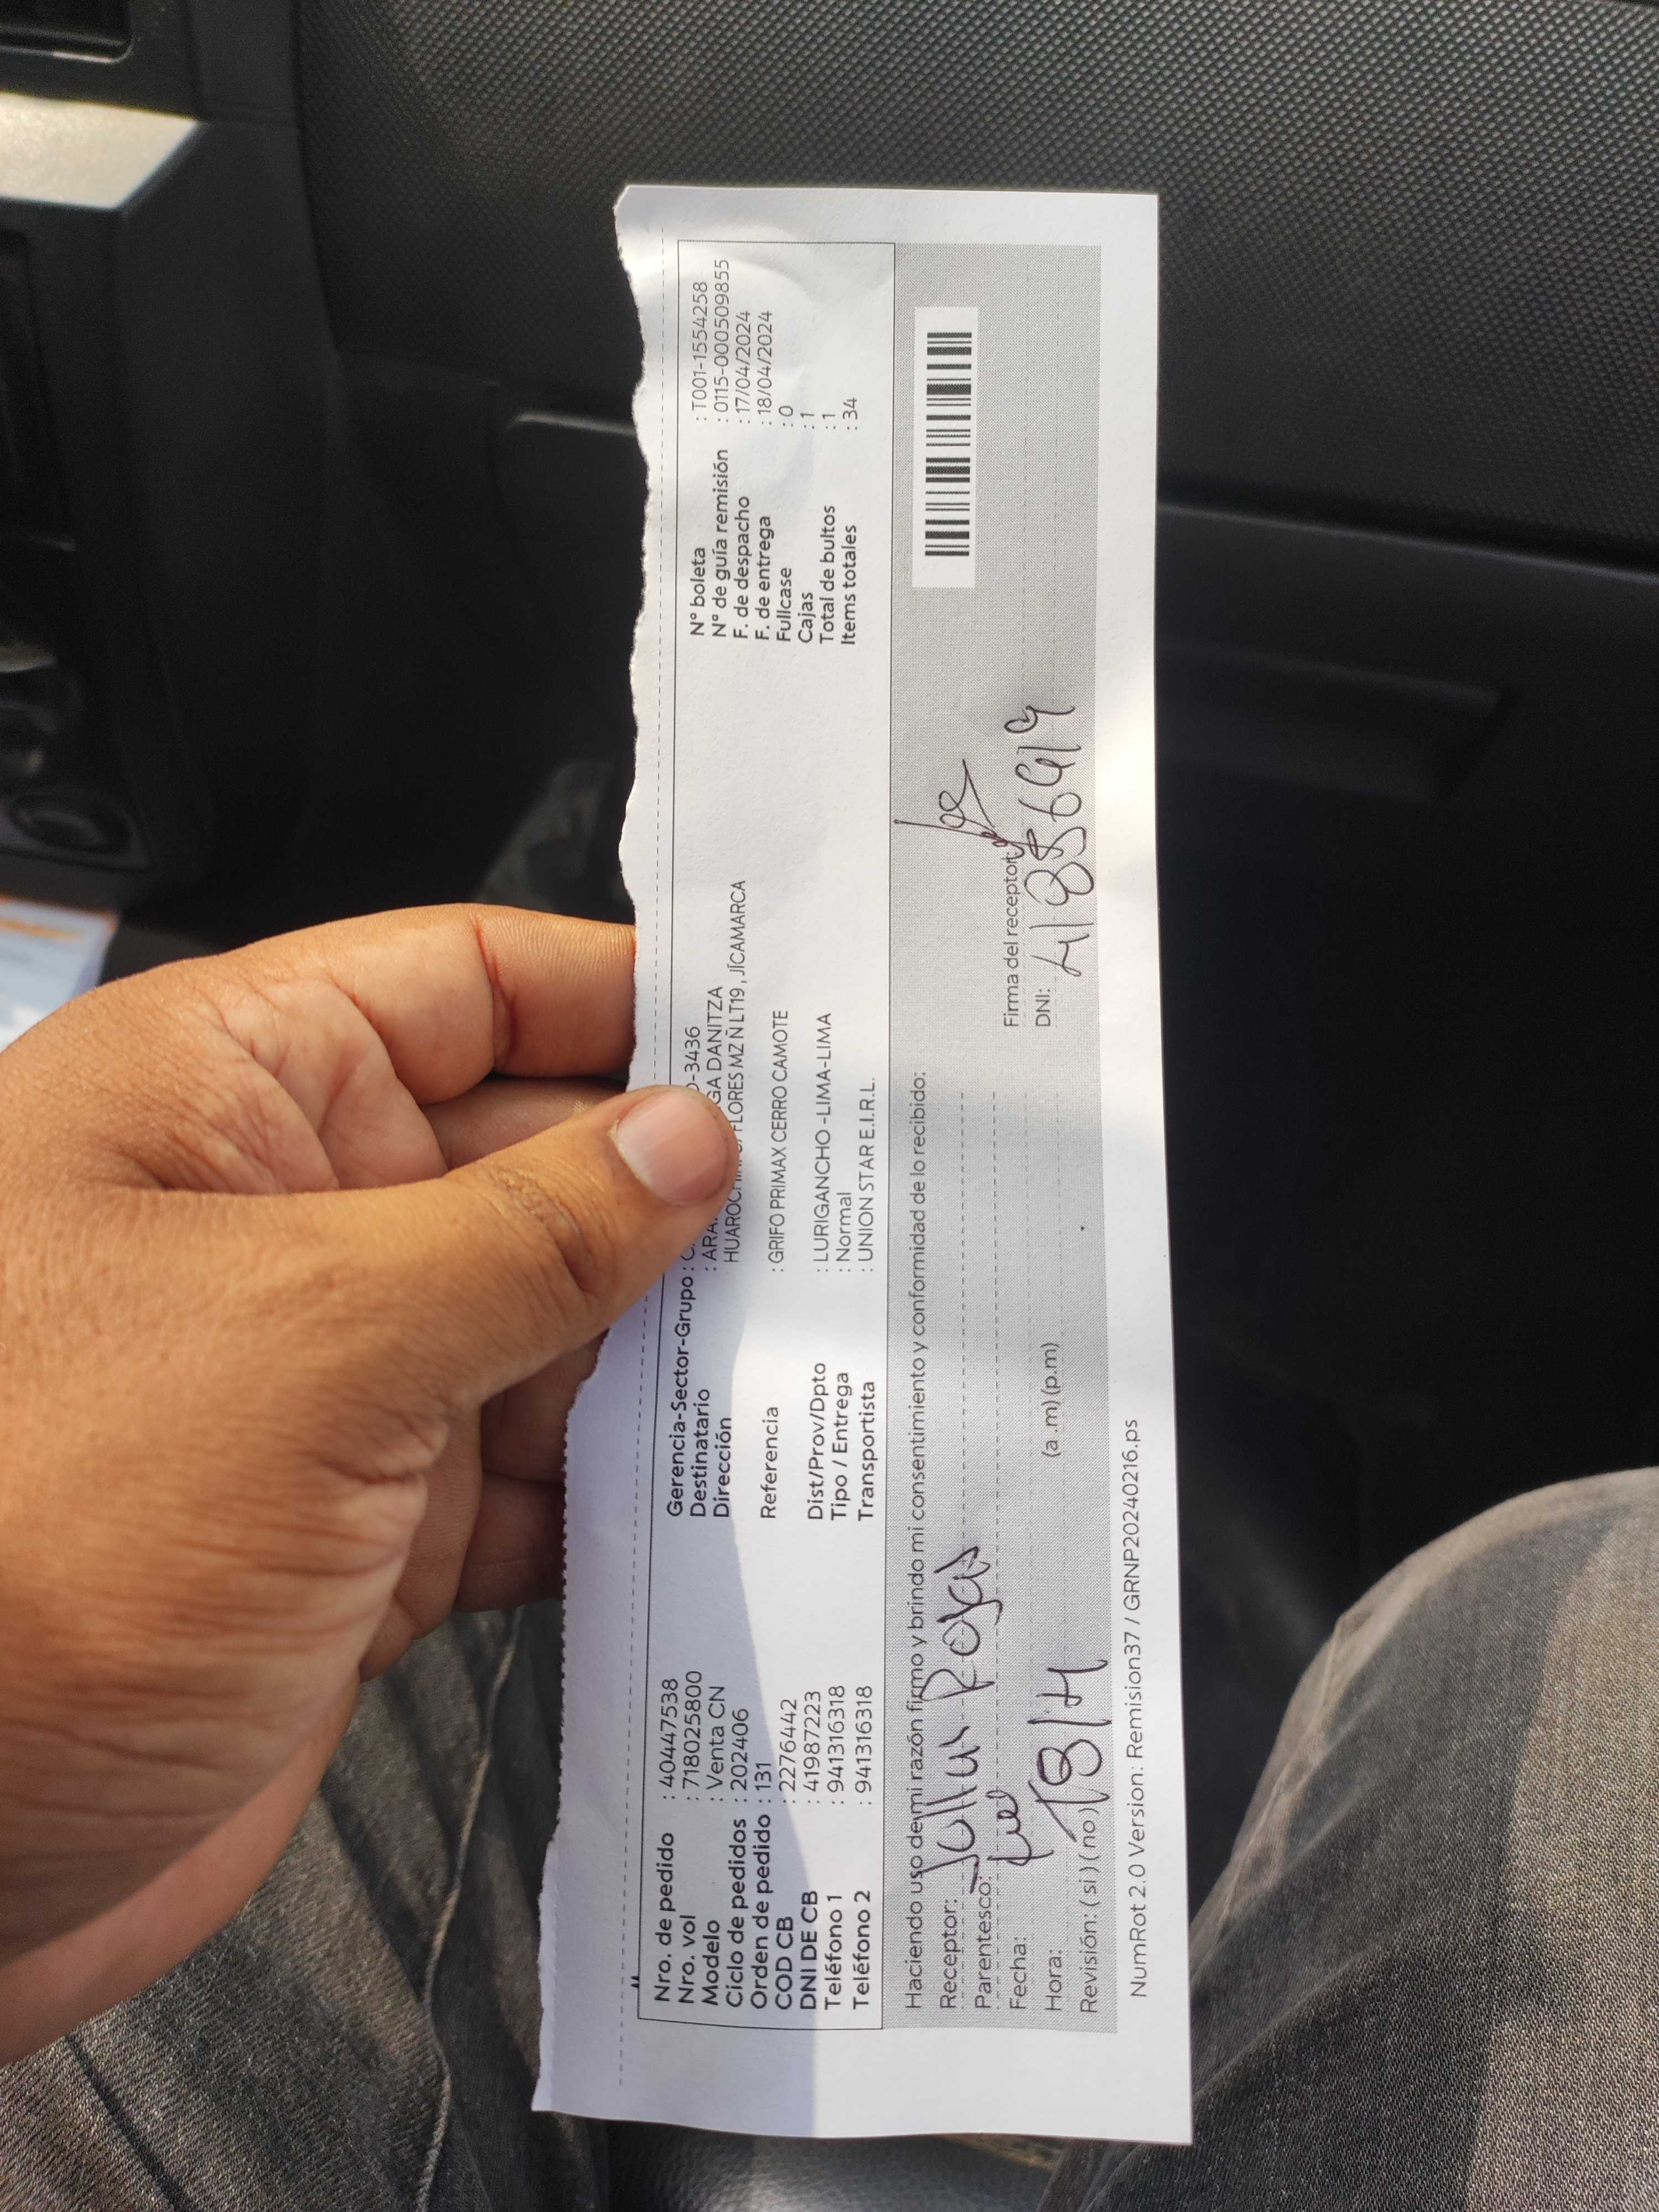 Nro. de pedido : 40447538
Nro. vol : 718025800
Modelo : Venta CN
Ciclo de pedidos : 202406
Orden de pedido : 131
COD CB : 2276442
DNI DE CB : 41987223
Teléfono 1 : 941316318
Teléfono 2 : 941316318
Gerencia-Sector-Grupo : -3436
Destinatario : DANITZA
Dirección FLORES MZ Ñ LT19 , JÍCAMARCA
Referencia : GRIFO PRIMAX CERRO CAMOTE
Dist/Prov/Dpto : LURIGANCHO -LIMA-LIMA
Tipo / Entrega : Normal
Transportista : UNION STAR E.I.R.L.
N° boleta : T001-1554258
N° de guía remisión : 0115-000509855
F. de despacho : 17/04/2024
F. de entrega : 18/04/2024
Fullcase : 0
Cajas : 1
Total de bultos : 1
Items totales : 34
Haciendo uso de mi razón firmo y brindo mi consentimiento y conformidad de lo recibido:
Receptor: Rojas
Parentesco:
Fecha: 18/4
Hora: (a .m) (p.m)
Revisión: ( si ) ( no )
Firma del receptor:
DNI:
NumRot 2.0 Version: Remision37 / GRNP20240216.ps